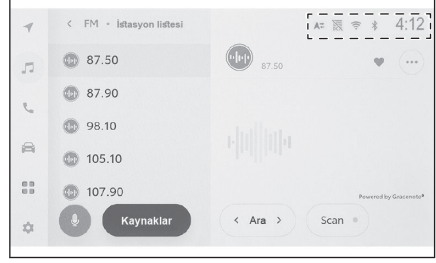 < FM • İstasyon listesi
4:12
87.50
87.50
87.90
98.10
105.10
107.90
Powered by Gracenote®
Kaynaklar
< Ara >
Scan